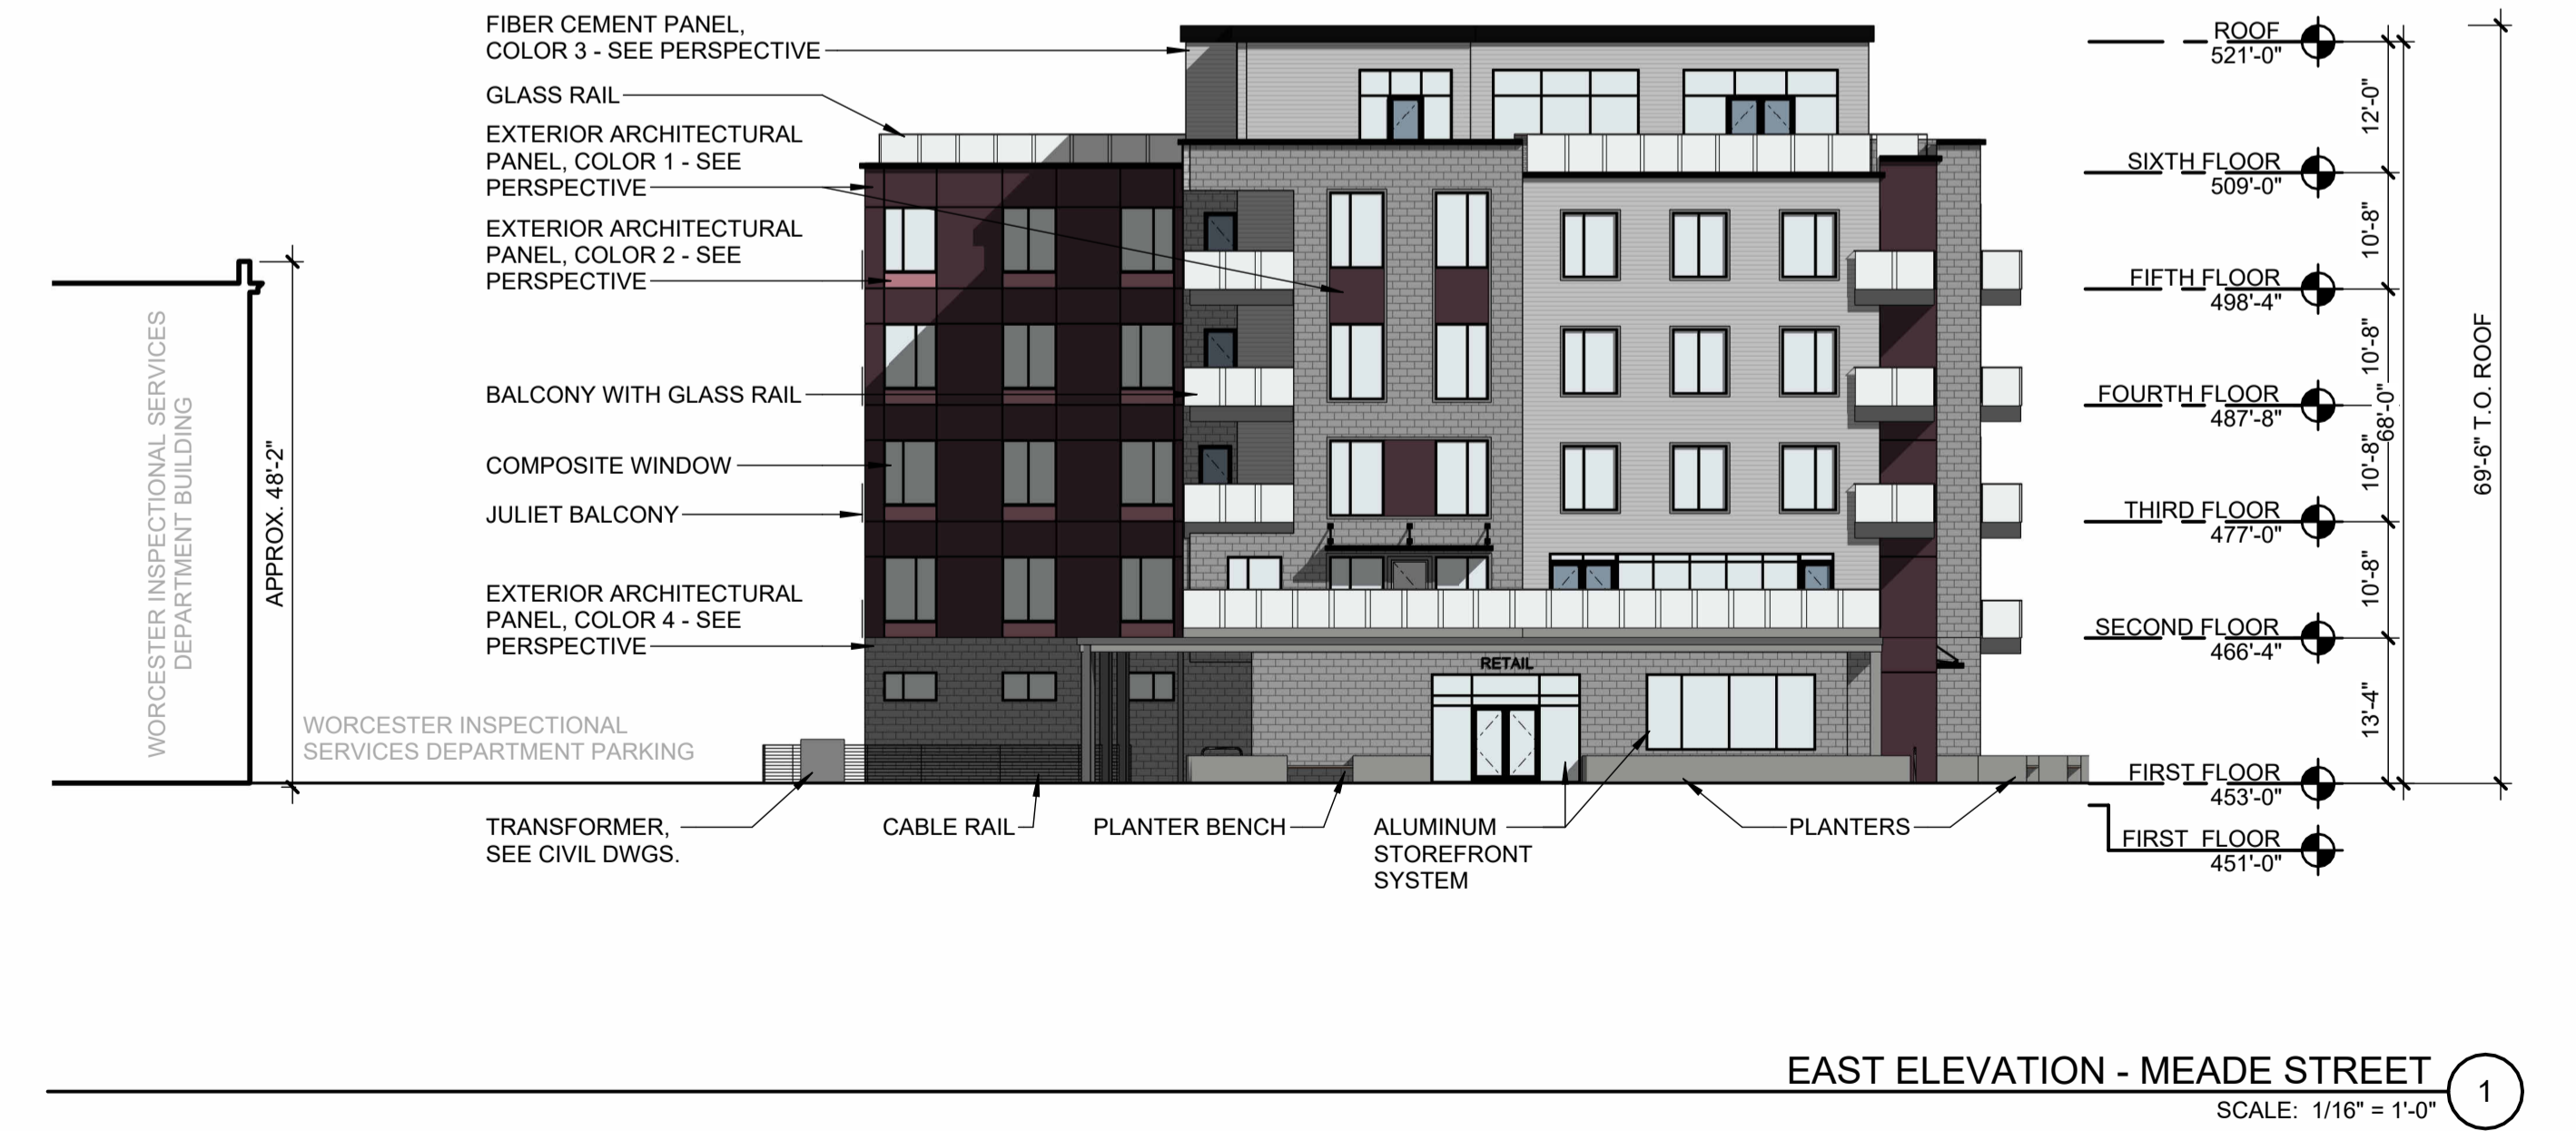 FIBER CEMENT PANEL,
COLOR 3 - SEE PERSPECTIVE
GLASS RAIL
EXTERIOR ARCHITECTURAL
PANEL, COLOR 1 - SEE
PERSPECTIVE
EXTERIOR ARCHITECTURAL
PANEL, COLOR 2 - SEE
PERSPECTIVE
BALCONY WITH GLASS RAIL
COMPOSITE WINDOW
JULIET BALCONY
EXTERIOR ARCHITECTURAL
PANEL, COLOR 4 - SEE
PERSPECTIVE
WORCESTER INSPECTIONAL SERVICES
DEPARTMENT BUILDING
APPROX. 48'-2"
WORCESTER INSPECTIONAL
SERVICES DEPARTMENT PARKING
RETAIL
TRANSFORMER,
SEE CIVIL DWGS.
CABLE RAIL
PLANTER BENCH
ALUMINUM
STOREFRONT
SYSTEM
PLANTERS
ROOF
521'-0"
SIXTH FLOOR
509'-0"
FIFTH FLOOR
498'-4"
FOURTH FLOOR
487'-8"
THIRD FLOOR
477'-0"
SECOND FLOOR
466'-4"
FIRST FLOOR
453'-0"
FIRST FLOOR
451'-0"
12'-0"
10'-8"
10'-8"
10'-8"
10'-8"
13'-4"
68'-0"
69'-6" T.O. ROOF
EAST ELEVATION - MEADE STREET
1
SCALE: 1/16" = 1'-0"